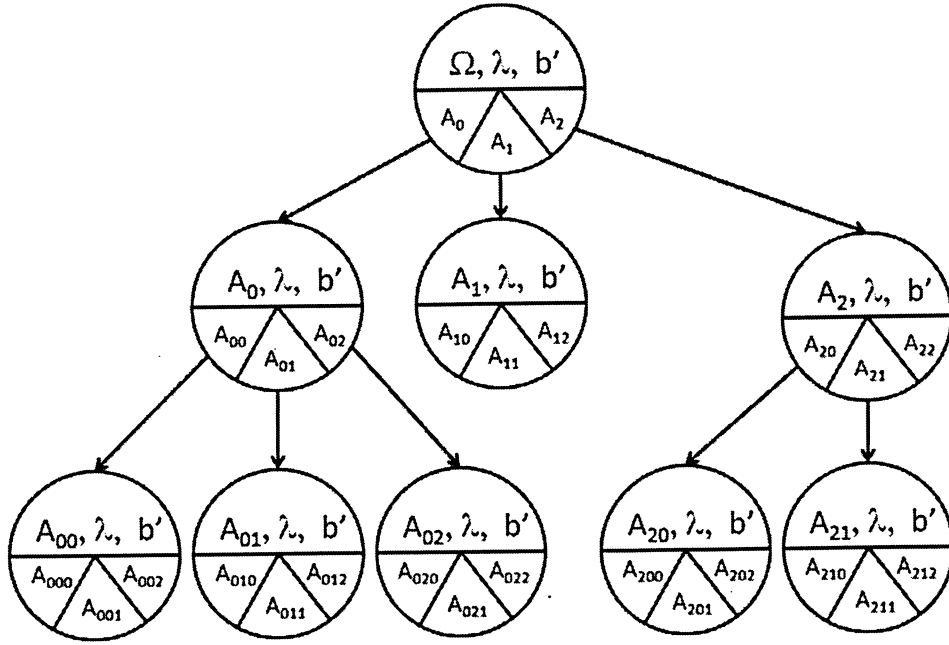 Ω, λ, b'
A₀ A₁ A₂
A₀, λ, b'
A₀₀ A₀₁ A₀₂
A₁, λ, b'
A₁₀ A₁₁ A₁₂
A₂, λ, b'
A₂₀ A₂₁ A₂₂
A₀₀, λ, b'
A₀₀₀ A₀₀₁ A₀₀₂
A₀₁, λ, b'
A₀₁₀ A₀₁₁ A₀₁₂
A₀₂, λ, b'
A₀₂₀ A₀₂₁ A₀₂₂
A₂₀, λ, b'
A₂₀₀ A₂₀₁ A₂₀₂
A₂₁, λ, b'
A₂₁₀ A₂₁₁ A₂₁₂